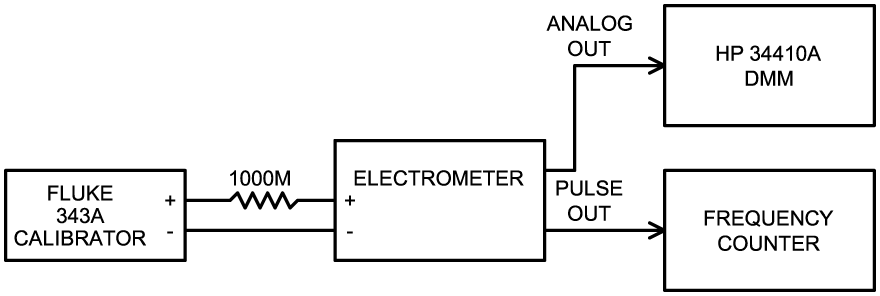 ANALOG
OUT
HP 34410A
DMM
1000M
ELECTROMETER
FLUKE
343A
CALIBRATOR
+
-
+
-
PULSE
OUT
FREQUENCY
COUNTER